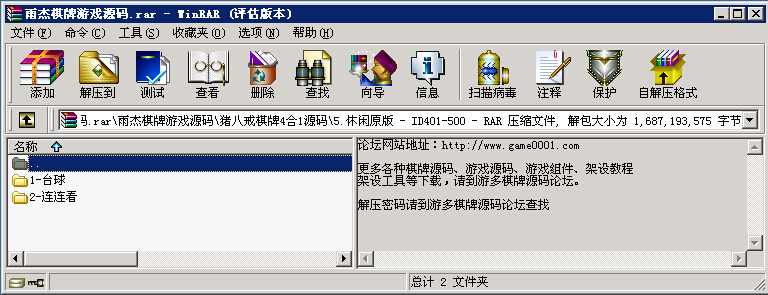 雨杰棋牌游戏源码.rar - WinRAR (评估版本)
文件(F) 命令(C) 工具(S) 收藏夹(O) 选项(N) 帮助(H)
添加 解压到 测试 查看 删除 查找 向导 信息 扫描病毒 注释 保护 自解压格式
.rar\雨杰棋牌游戏源码\猪八戒棋牌4合1源码\5.休闲原版 - ID401-500 - RAR 压缩文件, 解包大小为 1,687,193,575 字节
名称
..
1-台球
2-连连看
论坛网站地址：http://www.game0001.com
更多各种棋牌源码、游戏源码、游戏组件、架设教程
架设工具等下载，请到游多棋牌源码论坛。
解压密码请到游多棋牌源码论坛查找
总计 2 文件夹